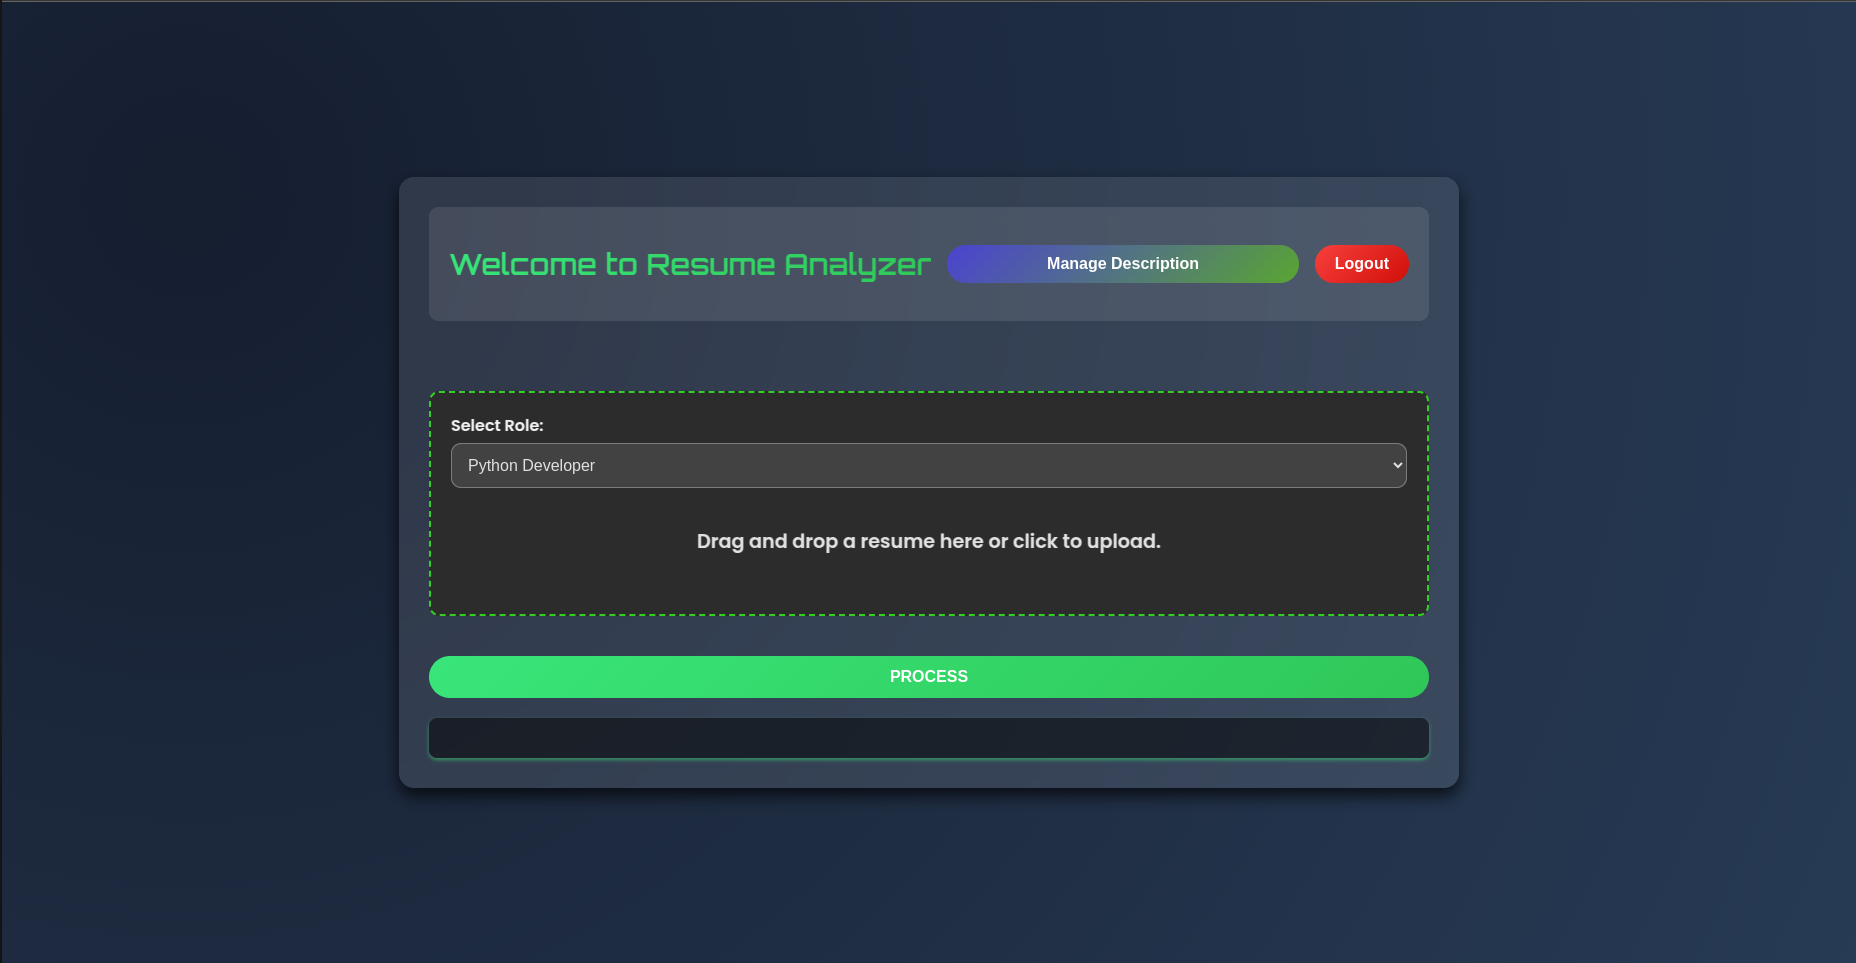 Welcome to Resume Analyzer
Manage Description
Logout
Select Role:
Python Developer
Drag and drop a resume here or click to upload.
PROCESS